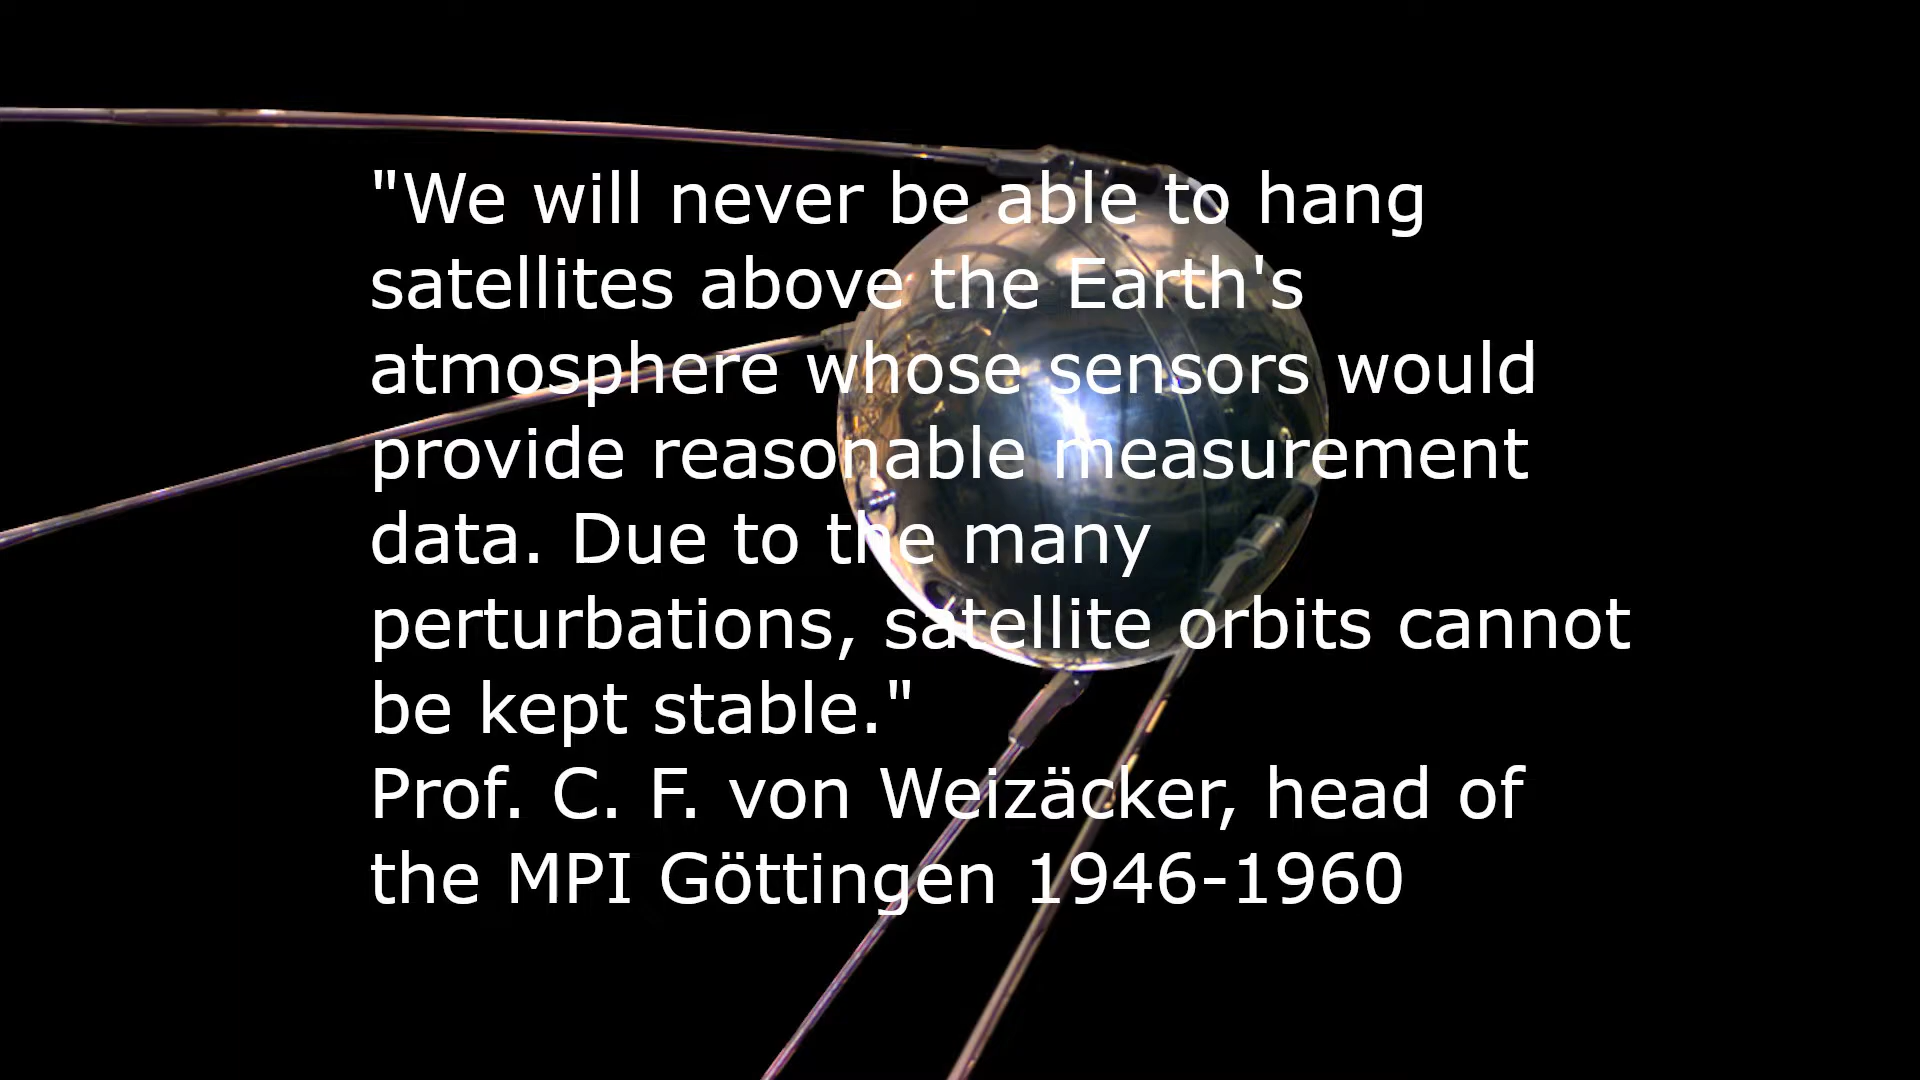 "We will never be able to hang
satellites above the Earth's
atmosphere whose sensors would
provide reasonable measurement
data. Due to the many
perturbations, satellite orbits cannot
be kept stable."
Prof. C. F. von Weizäcker, head of
the MPI Göttingen 1946-1960